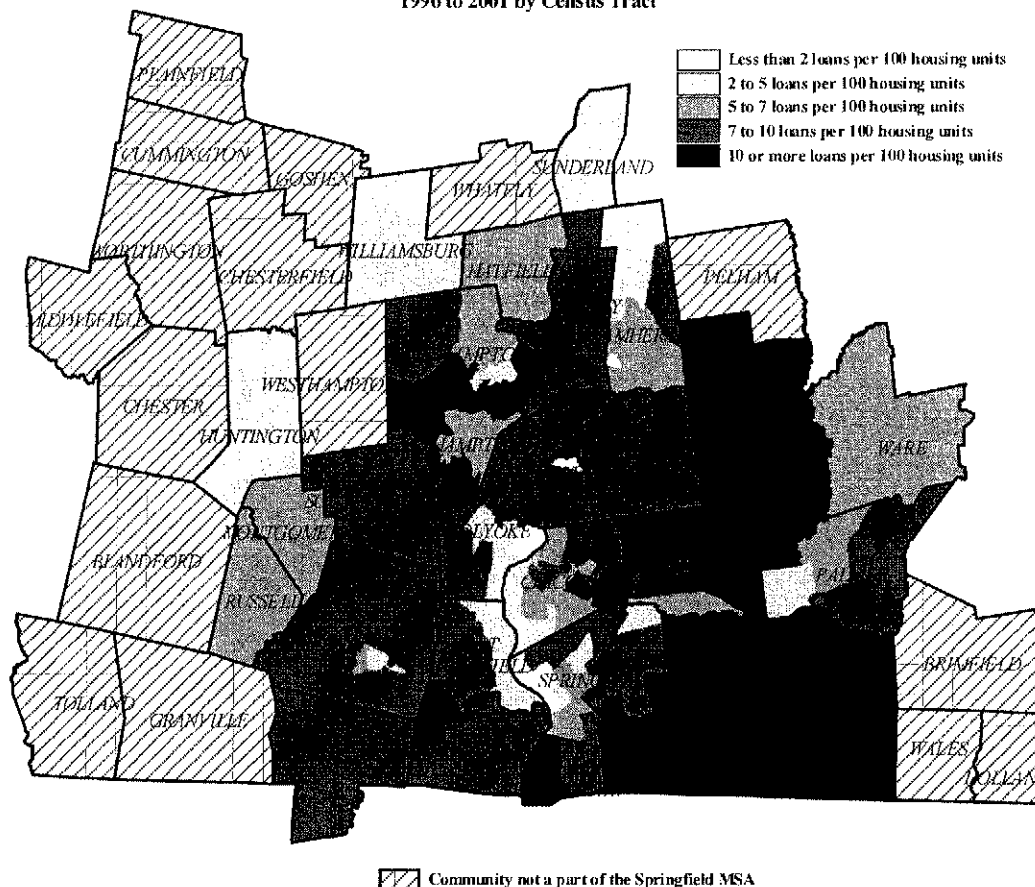 1996 to 2001 by Census Tract
Less than 2 loans per 100 housing units
2 to 5 loans per 100 housing units
5 to 7 loans per 100 housing units
7 to 10 loans per 100 housing units
10 or more loans per 100 housing units
PLAINFIELD
CUMMINGTON
GOSHEN
WHATELY
SUNDERLAND
WORTHINGTON
CHESTERFIELD
WILLIAMSBURG
HATFIELD
PELHAM
MIDDLEFIELD
AMHERST
CHESTER
WESTHAMPTON
HUNTINGTON
WARE
MONTGOMERY
BLANDFORD
RUSSELL
TOLLAND
GRANVILLE
BRIMFIELD
WALES
HOLLAN
Community not a part of the Springfield MSA